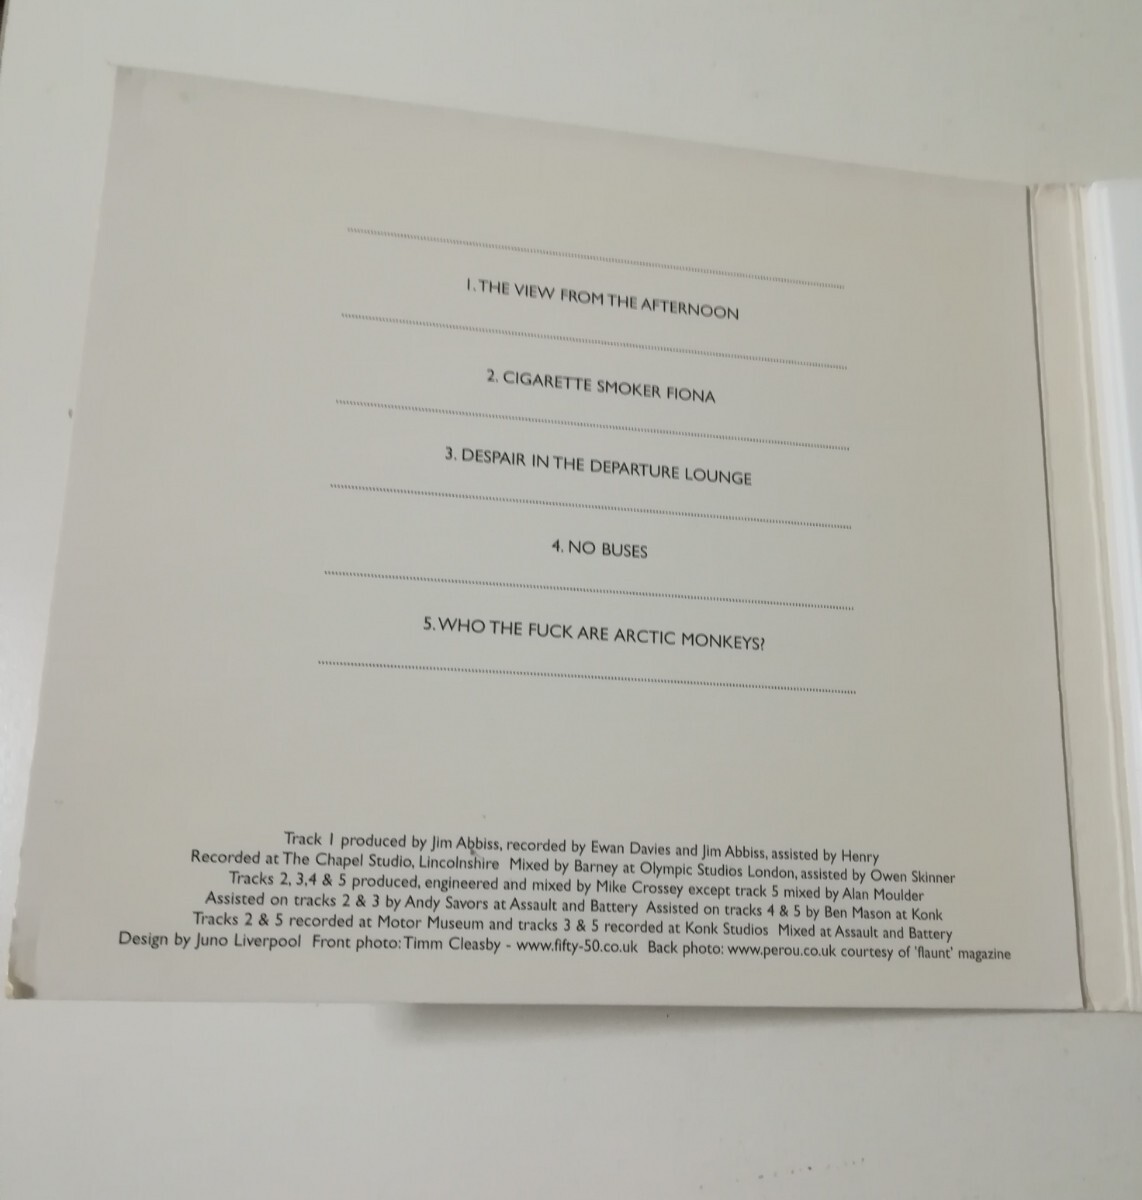 1. THE VIEW FROM THE AFTERNOON
2. CIGARETTE SMOKER FIONA
3. DESPAIR IN THE DEPARTURE LOUNGE
4. NO BUSES
5. WHO THE FUCK ARE ARCTIC MONKEYS?
Track 1 produced by Jim Abbiss, recorded by Ewan Davies and Jim Abbiss, assisted by Henry
Recorded at The Chapel Studio, Lincolnshire Mixed by Barney at Olympic Studios London, assisted by Owen Skinner
Tracks 2, 3,4 & 5 produced, engineered and mixed by Mike Crossey except track 5 mixed by Alan Moulder
Assisted on tracks 2 & 3 by Andy Savors at Assault and Battery Assisted on tracks 4 & 5 by Ben Mason at Konk
Tracks 2 & 5 recorded at Motor Museum and tracks 3 & 5 recorded at Konk Studios Mixed at Assault and Battery
Design by Juno Liverpool Front photo: Timm Cleasby - www.fifty-50.co.uk Back photo: www.perou.co.uk courtesy of 'flaunt' magazine